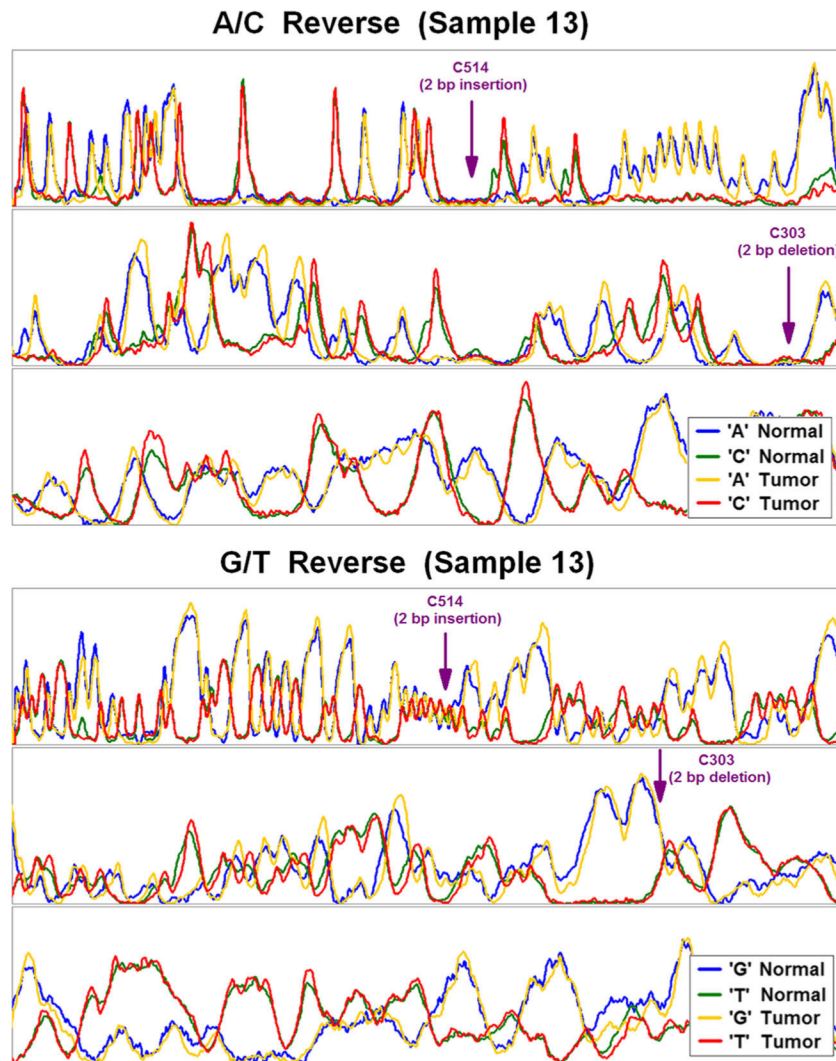 A/C Reverse (Sample 13)
C514
(2 bp insertion)
C303
(2 bp deletion)
'A' Normal
'C' Normal
'A' Tumor
'C' Tumor
G/T Reverse (Sample 13)
C514
(2 bp insertion)
C303
(2 bp deletion)
'G' Normal
'T' Normal
'G' Tumor
'T' Tumor